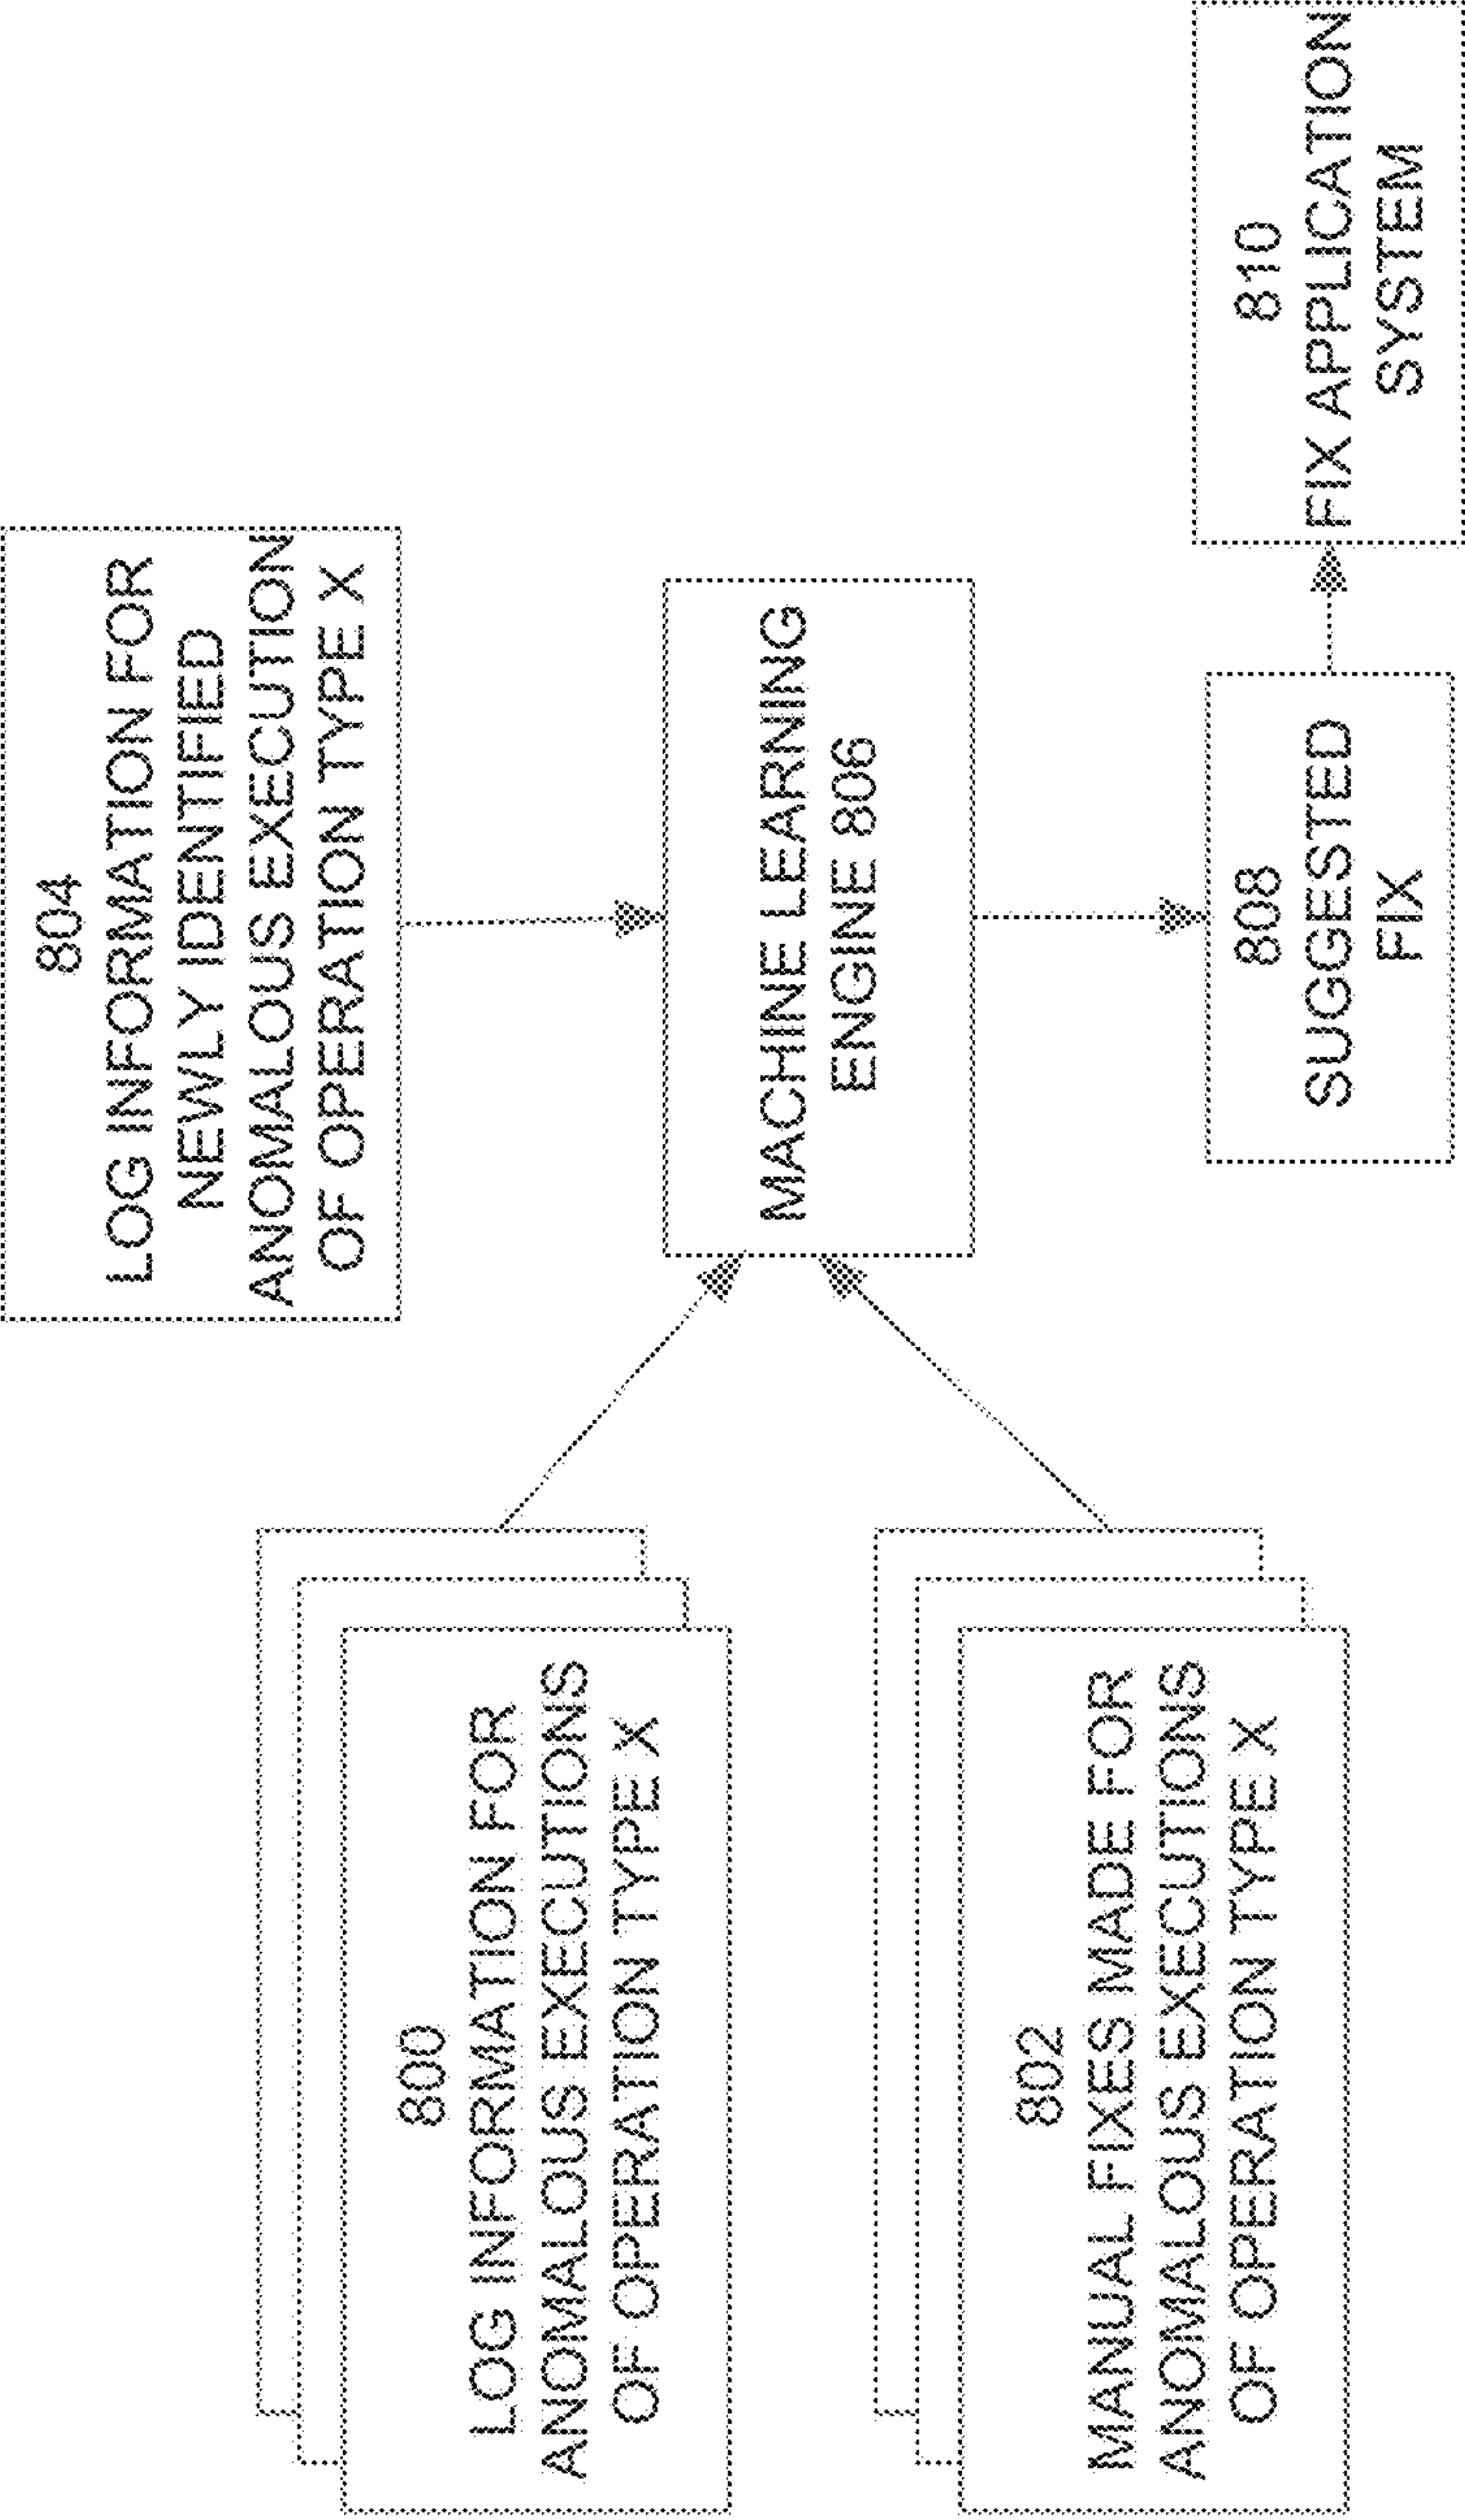 804
LOG INFORMATION FOR
NEWLY IDENTIFIED
ANOMALOUS EXECUTION
OF OPERATION TYPE X
800
LOG INFORMATION FOR
ANOMALOUS EXECUTIONS
OF OPERATION TYPE X
MACHINE LEARNING
ENGINE 806
802
MANUAL FIXES MADE FOR
ANOMALOUS EXECUTIONS
OF OPERATION TYPE X
808
SUGGESTED
FIX
810
FIX APPLICATION
SYSTEM